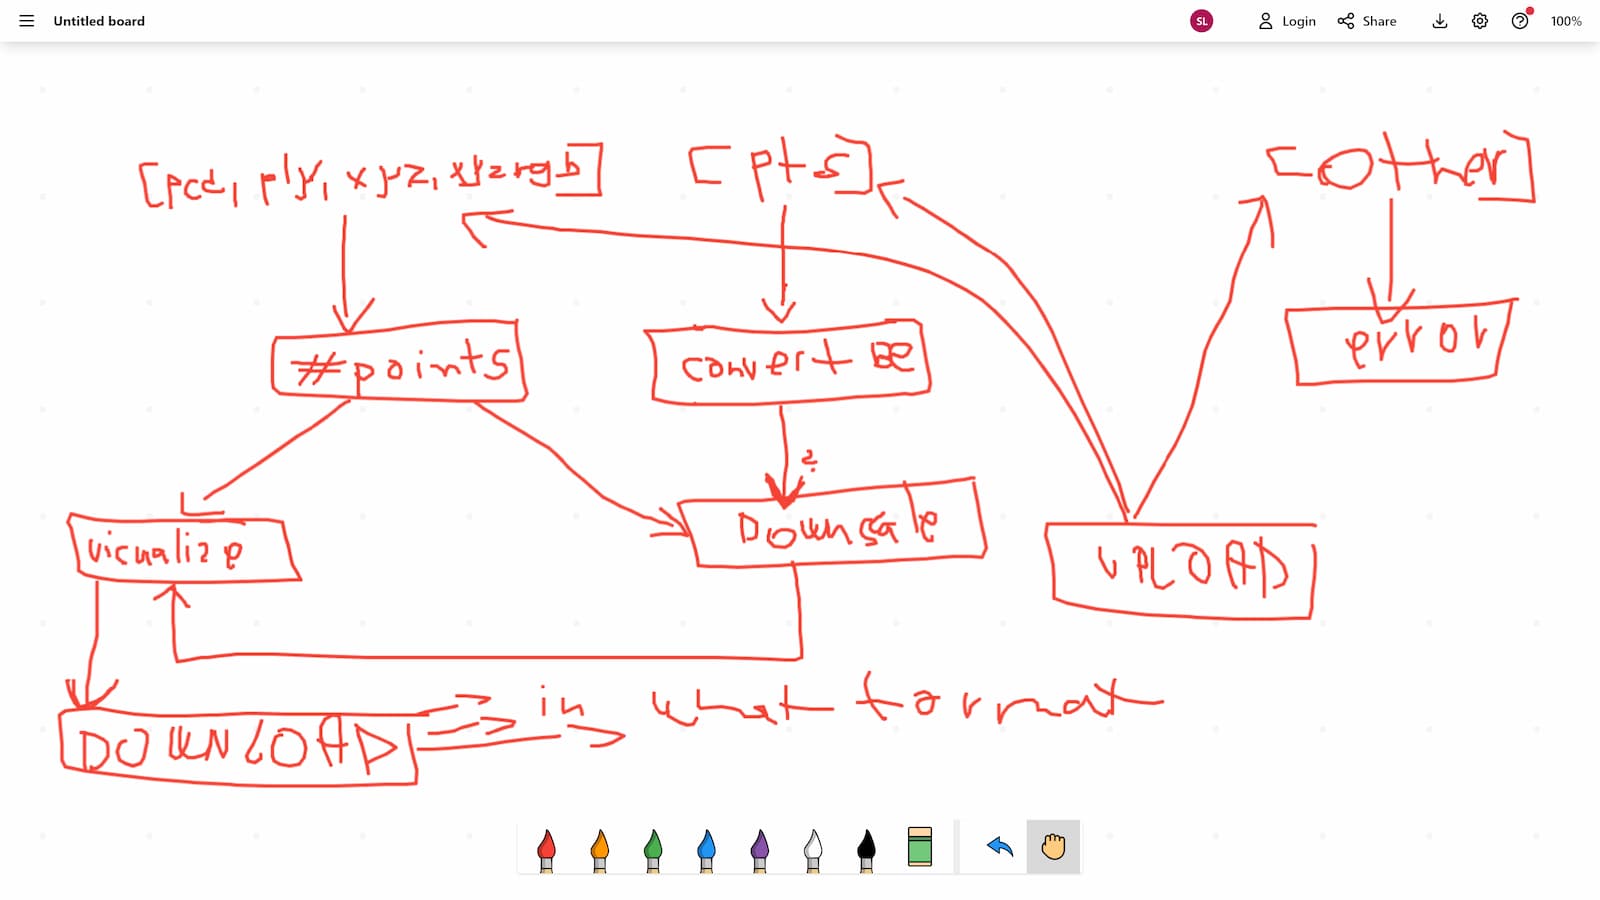 Untitled board
SL
Login
Share
100%
[pcd, ply, xyz, xyzrgb]
[pts]
[Other]
#points
convert BE
error
?
Downsale
visualize
UPLOAD
DOWNLOAD
in what format